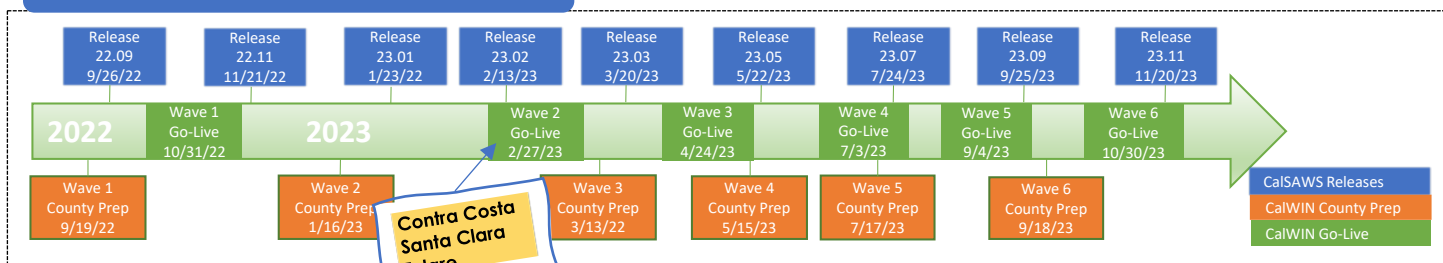 Release
22.09
9/26/22
Release
22.11
11/21/22
Release
23.01
1/23/22
Release
23.02
2/13/23
Release
23.03
3/20/23
Release
23.05
5/22/23
Release
23.07
7/24/23
Release
23.09
9/25/23
Release
23.11
11/20/23
2022
Wave 1
Go-Live
10/31/22
2023
Wave 2
Go-Live
2/27/23
Wave 3
Go-Live
4/24/23
Wave 4
Go-Live
7/3/23
Wave 5
Go-Live
9/4/23
Wave 6
Go-Live
10/30/23
Wave 1
County Prep
9/19/22
Wave 2
County Prep
1/16/23
Contra Costa
Santa Clara
Wave 3
County Prep
3/13/22
Wave 4
County Prep
5/15/23
Wave 5
County Prep
7/17/23
Wave 6
County Prep
9/18/23
CalSAWS Releases
CalWIN County Prep
CalWIN Go-Live